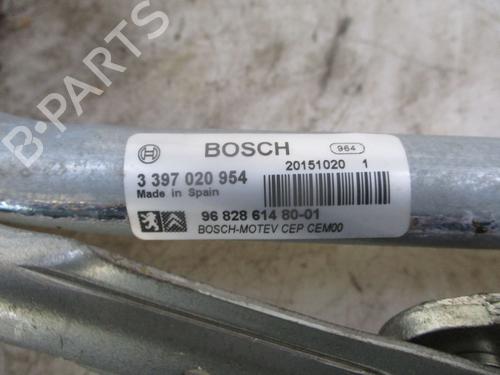 B-PARTS
BOSCH
964
3 397 020 954
Made in Spain
20151020 1
96 828 614 80-01
BOSCH-MOTEV CEP CEM00